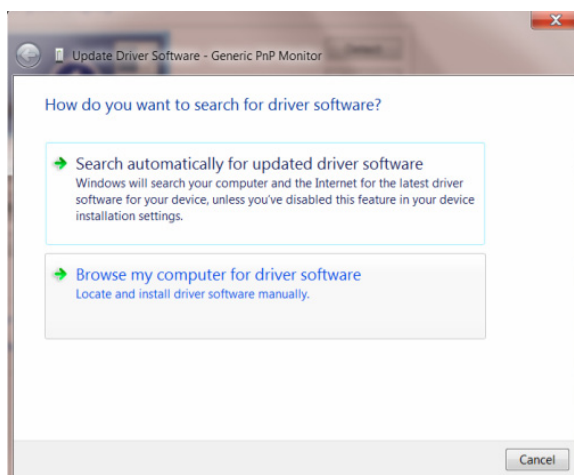 Update Driver Software - Generic PnP Monitor
How do you want to search for driver software?
Search automatically for updated driver software
Windows will search your computer and the Internet for the latest driver
software for your device, unless you've disabled this feature in your device
installation settings.
Browse my computer for driver software
Locate and install driver software manually.
Cancel